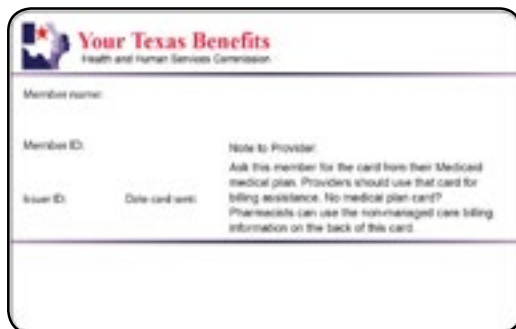 Your Texas Benefits
Health and Human Services Commission
Member name:
Member ID:
Note to Provider:
Ask this member for the card from their Medicaid
medical plan. Providers should use that card for
Issuer ID:
Date card sent:
billing assistance. No medical plan card?
Pharmacists can use the non-managed care billing
information on the back of this card.